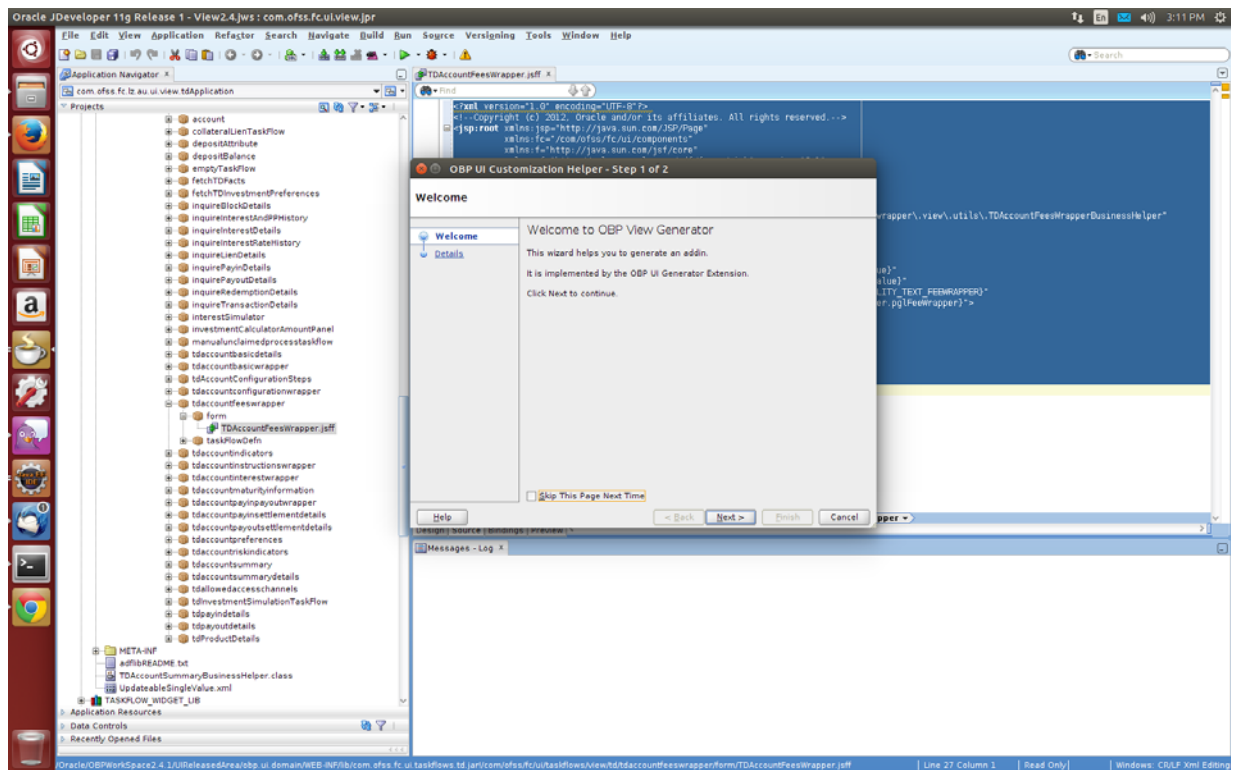 Oracle JDeveloper 11g Release 1 - View2.4.jws : com.ofss.fc.ui.view.jpr
En 3:11 PM
File Edit View Application Refactor Search Navigate Build Run Source Versioning Tools Window Help
Search
Application Navigator
com.ofss.fc.lz.au.ui.view.tdApplication
Projects
account
collateralLienTaskFlow
depositAttribute
depositBalance
emptyTaskFlow
fetchTDFacts
fetchTDInvestmentPreferences
inquireBlockDetails
inquireInterestAndPPHistory
inquireInterestDetails
inquireInterestRateHistory
inquireLienDetails
inquirePayinDetails
inquirePayoutDetails
inquireRedemptionDetails
inquireTransactionDetails
interestSimulator
investmentCalculatorAmountPanel
manualunclaimedprocesstaskflow
tdaccountbasicdetails
tdaccountbasicwrapper
tdAccountConfigurationSteps
tdaccountconfigurationwrapper
tdaccountfeeswrapper
form
TDAccountFeesWrapper.jsff
taskFlowDefn
tdaccountindicators
tdaccountinstructionswrapper
tdaccountinterestwrapper
tdaccountmaturityinformation
tdaccountpayinpayoutwrapper
tdaccountpayinsettlementdetails
tdaccountpayoutsettlementdetails
tdaccountpreferences
tdaccountriskindicators
tdaccountsummary
tdaccountsummarydetails
tdallowedaccesschannels
tdInvestmentSimulationTaskFlow
tdpayindetails
tdpayoutdetails
tdProductDetails
META-INF
adflibREADME.txt
TDAccountSummaryBusinessHelper.class
UpdateableSingleValue.xml
TASKFLOW_WIDGET_LIB
Application Resources
Data Controls
Recently Opened Files
TDAccountFeesWrapper.jsff
Find
<?xml version="1.0" encoding="UTF-8"?>
<!--Copyright (c) 2012, Oracle and/or its affiliates. All rights reserved.-->
<jsp:root xmlns:jsp="http://java.sun.com/JSP/Page"
xmlns:fc="/com/ofss/fc/ui/components"
xmlns:f="http://java.sun.com/jsf/core"
wrapper\.view\.utils\.TDAccountFeesWrapperBusinessHelper"
ue}"
alue}"
LITY_TEXT_FEEWRAPPER}"
er.pglFeeWrapper}">
OBP UI Customization Helper - Step 1 of 2
Welcome
Welcome
Details
Welcome to OBP View Generator
This wizard helps you to generate an addin.
It is implemented by the OBP UI Generator Extension.
Click Next to continue.
Skip This Page Next Time
Help
< Back Next > Finish Cancel
pper
Design Source Bindings Preview
Messages - Log
/Oracle/OBPWorkSpace2.4.1/UIReleasedArea/obp.ui.domain/WEB-INF/lib/com.ofss.fc.ui.taskflows.td.jar!/com/ofss/fc/ui/taskflows/view/td/tdaccountfeeswrapper/form/TDAccountFeesWrapper.jsff
Line 27 Column 1 Read Only Windows: CR/LF Xml Editing